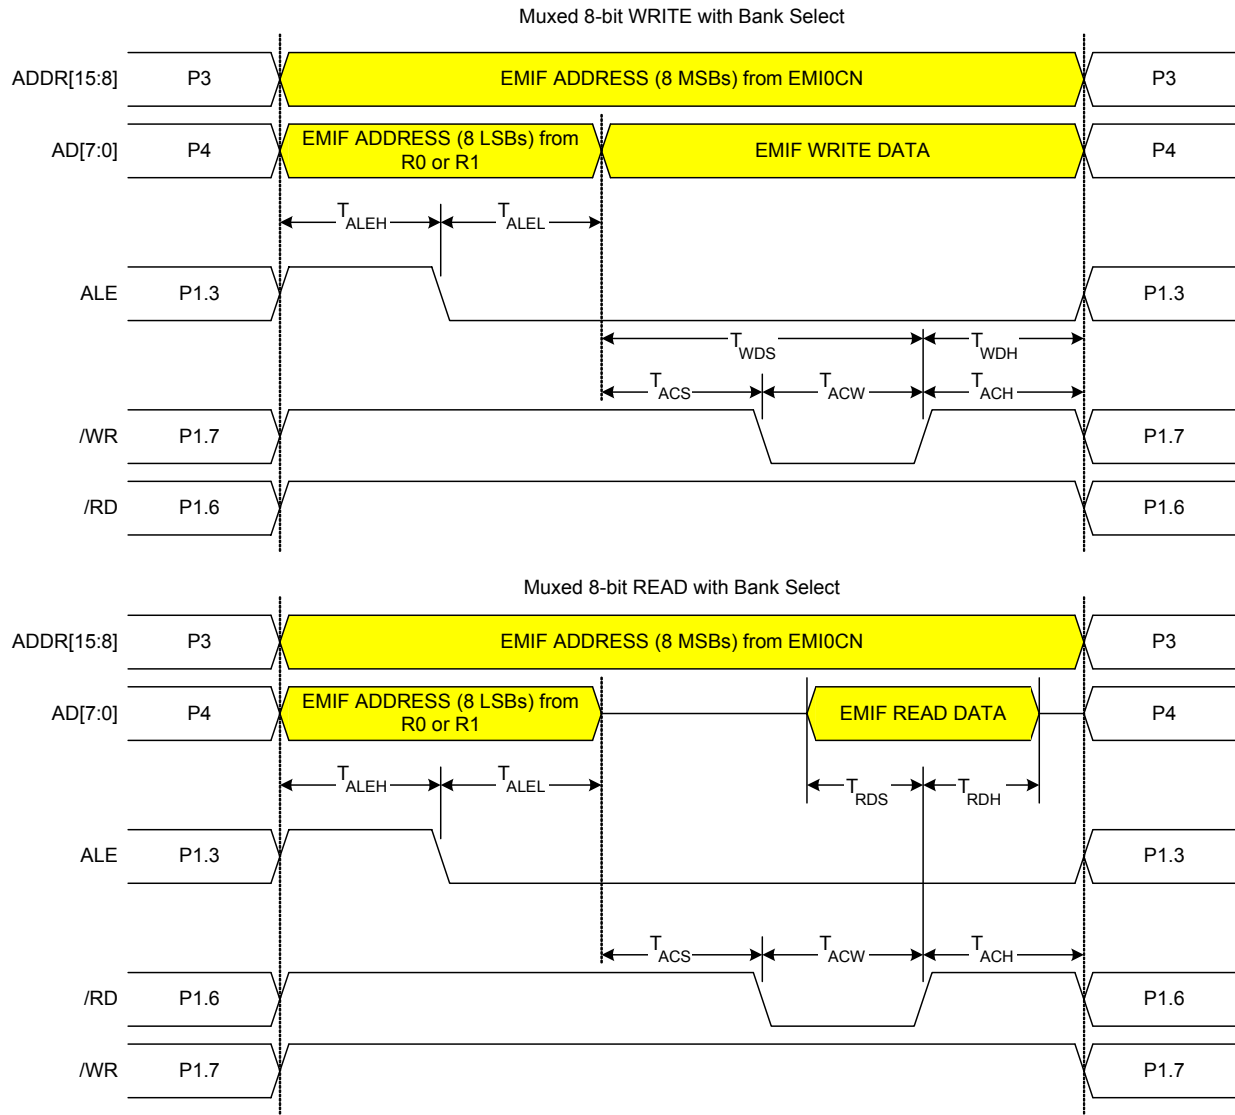 Muxed 8-bit WRITE with Bank Select
ADDR[15:8] P3 EMIF ADDRESS (8 MSBs) from EMI0CN P3
AD[7:0] P4 EMIF ADDRESS (8 LSBs) from
R0 or R1 EMIF WRITE DATA P4
TALEH TALEL
ALE P1.3 P1.3
TWDS TWDH
TACS TACW TACH
/WR P1.7 P1.7
/RD P1.6 P1.6
Muxed 8-bit READ with Bank Select
ADDR[15:8] P3 EMIF ADDRESS (8 MSBs) from EMI0CN P3
AD[7:0] P4 EMIF ADDRESS (8 LSBs) from
R0 or R1 EMIF READ DATA P4
TALEH TALEL TRDS TRDH
ALE P1.3 P1.3
TACS TACW TACH
/RD P1.6 P1.6
/WR P1.7 P1.7